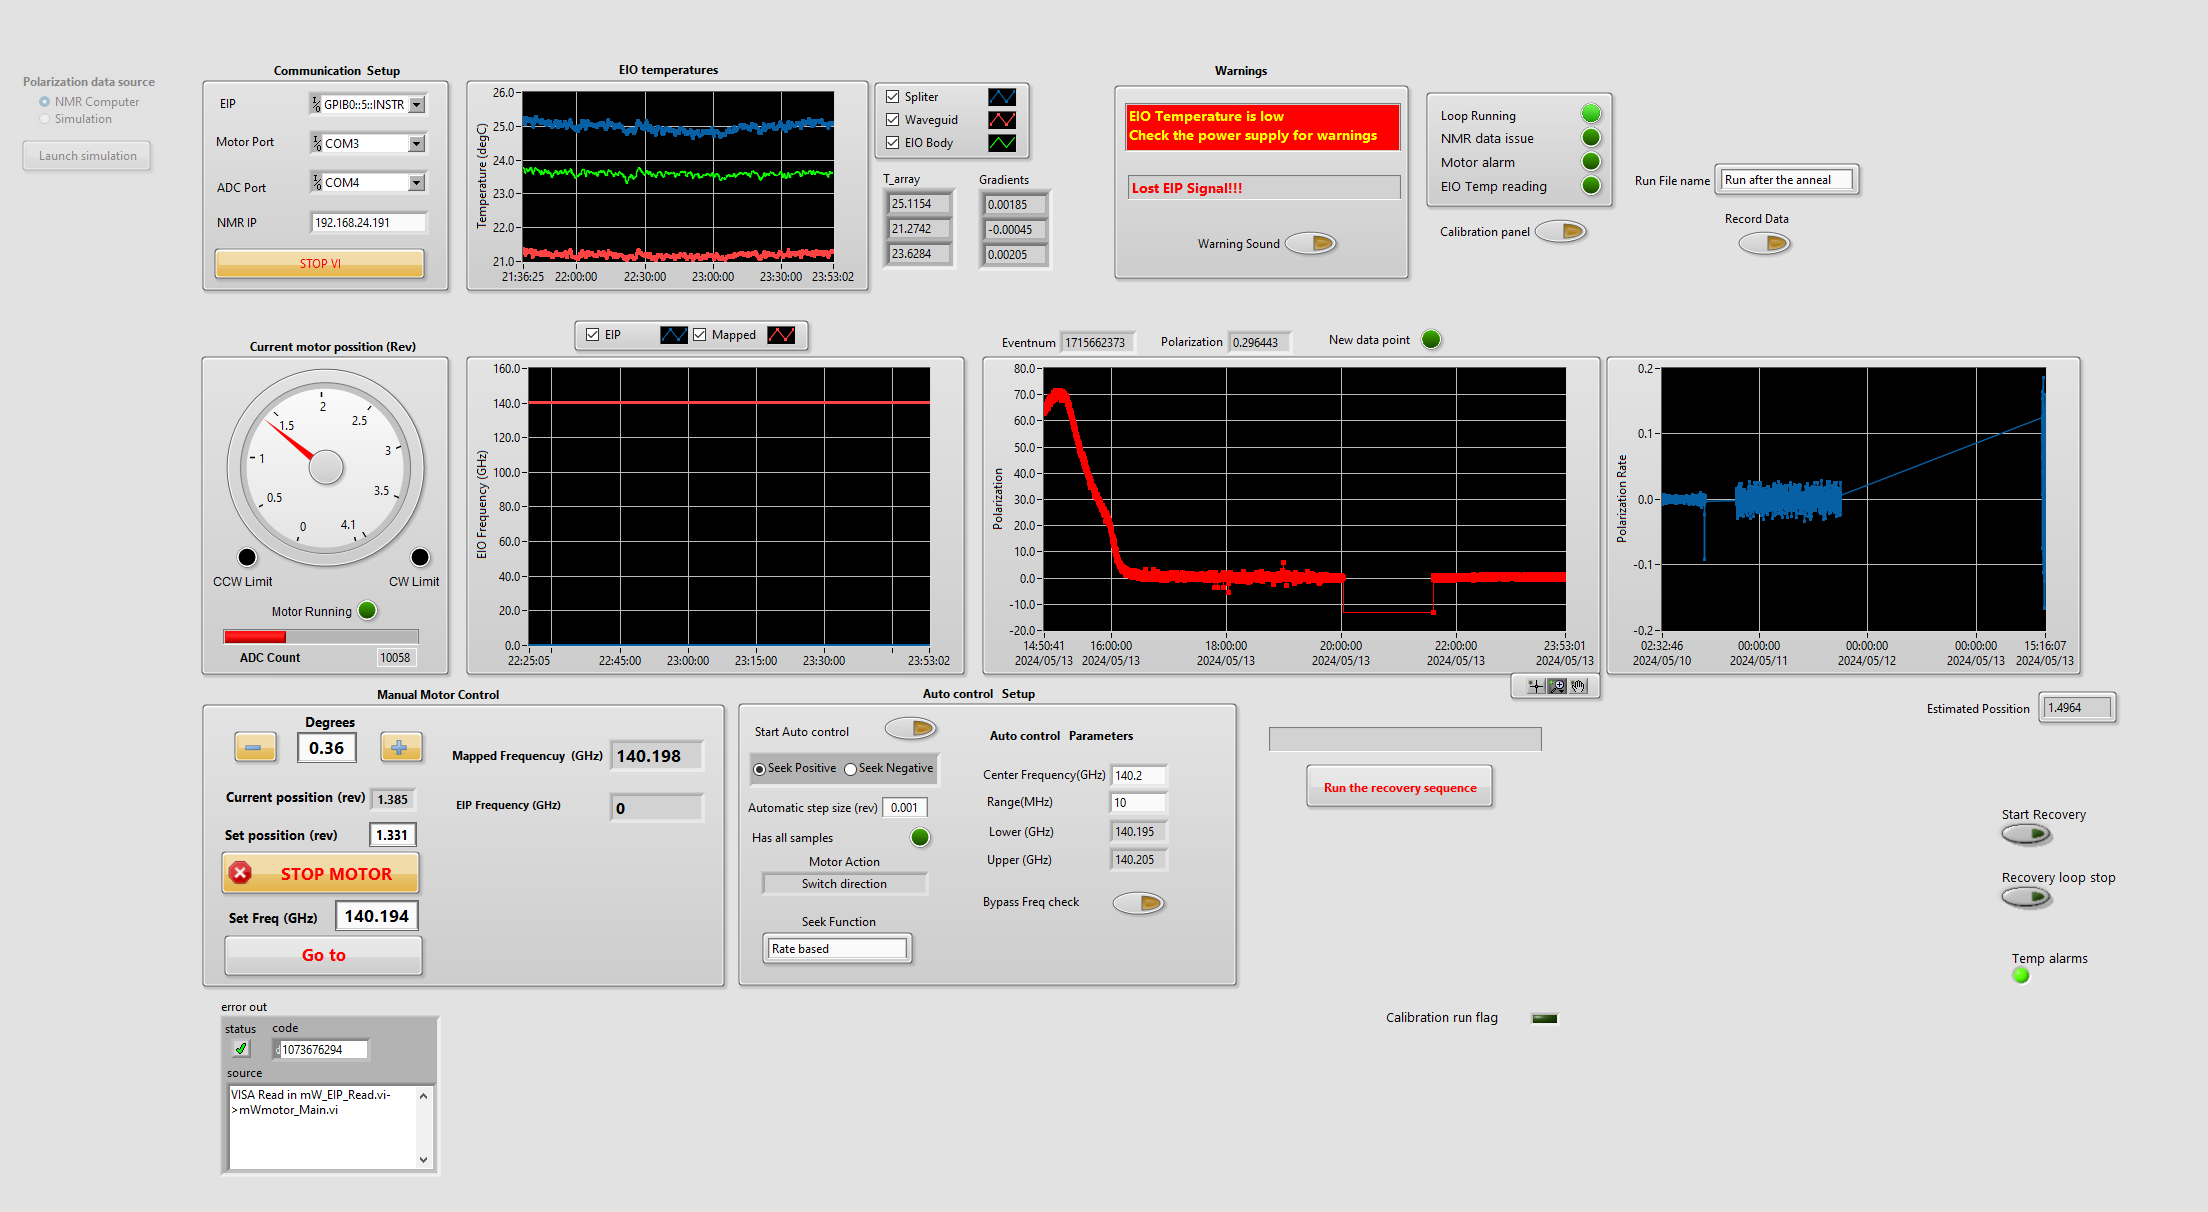 Polarization data source
NMR Computer
Simulation
Launch simulation
Communication Setup
EIP
GPIB0::5::INSTR
Motor Port
COM3
ADC Port
COM4
NMR IP
192.168.24.191
STOP VI
EIO temperatures
Temperature (degC)
26.0
25.0
24.0
23.0
22.0
21.0
21:36:25 22:00:00 22:30:00 23:00:00 23:30:00 23:53:02
Spliter
Waveguid
EIO Body
T_array
25.1154
21.2742
23.6284
Gradients
0.00185
-0.00045
0.00205
Warnings
EIO Temperature is low
Check the power supply for warnings
Lost EIP Signal!!!
Warning Sound
Loop Running
NMR data issue
Motor alarm
EIO Temp reading
Calibration panel
Run File name
Run after the anneal
Record Data
Current motor possition (Rev)
0
0.5
1
1.5
2
2.5
3
3.5
4.1
CCW Limit
CW Limit
Motor Running
ADC Count
10058
EIP
Mapped
EIO Frequency (GHz)
160.0
140.0
120.0
100.0
80.0
60.0
40.0
20.0
0.0
22:25:05 22:45:00 23:00:00 23:15:00 23:30:00 23:53:02
Eventnum
1715662373
Polarization
0.296443
New data point
Polarization
80.0
70.0
60.0
50.0
40.0
30.0
20.0
10.0
0.0
-10.0
-20.0
14:50:41 16:00:00 18:00:00 20:00:00 22:00:00 23:53:01
2024/05/13 2024/05/13 2024/05/13 2024/05/13 2024/05/13 2024/05/13
Polarization Rate
0.2
0.1
0.0
-0.1
-0.2
02:32:46 00:00:00 00:00:00 00:00:00 15:16:07
2024/05/10 2024/05/11 2024/05/12 2024/05/13 2024/05/13
Estimated Possition
1.4964
Manual Motor Control
Degrees
0.36
Current possition (rev)
1.385
Set possition (rev)
1.331
STOP MOTOR
Set Freq (GHz)
140.194
Go to
Mapped Frequencuy (GHz)
140.198
EIP Frequency (GHz)
0
Auto control Setup
Start Auto control
Seek Positive
Seek Negative
Automatic step size (rev)
0.001
Has all samples
Motor Action
Switch direction
Seek Function
Rate based
Auto control Parameters
Center Frequency(GHz)
140.2
Range(MHz)
10
Lower (GHz)
140.195
Upper (GHz)
140.205
Bypass Freq check
Run the recovery sequence
Start Recovery
Recovery loop stop
Temp alarms
Calibration run flag
error out
status
code
d
1073676294
source
VISA Read in mW_EIP_Read.vi-
>mWmotor_Main.vi